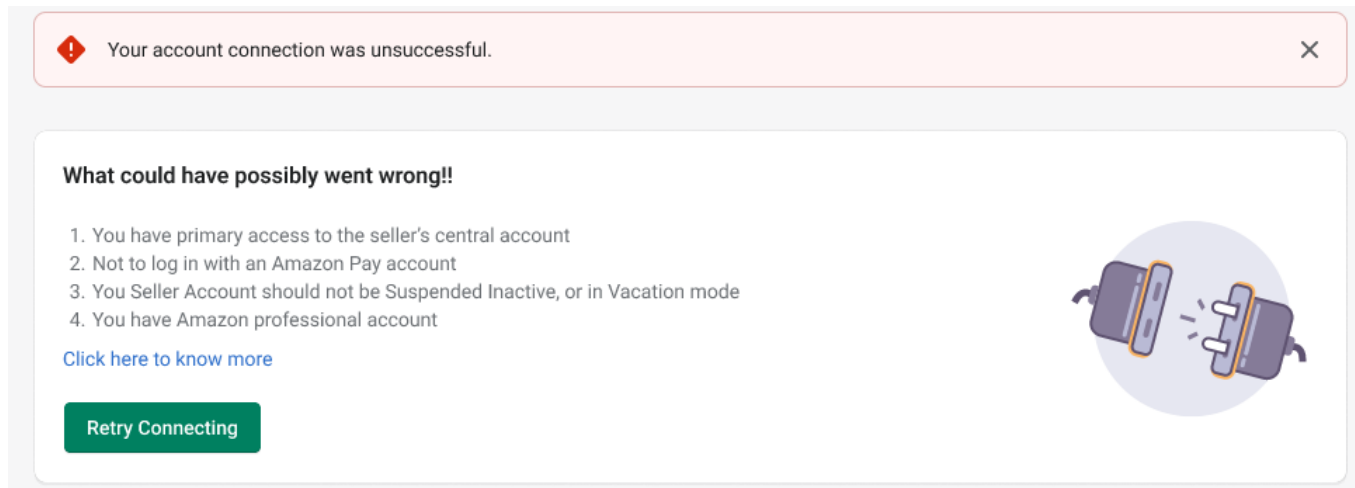 Your account connection was unsuccessful.
What could have possibly went wrong!!
1. You have primary access to the seller's central account
2. Not to log in with an Amazon Pay account
3. You Seller Account should not be Suspended Inactive, or in Vacation mode
4. You have Amazon professional account
Click here to know more
Retry Connecting